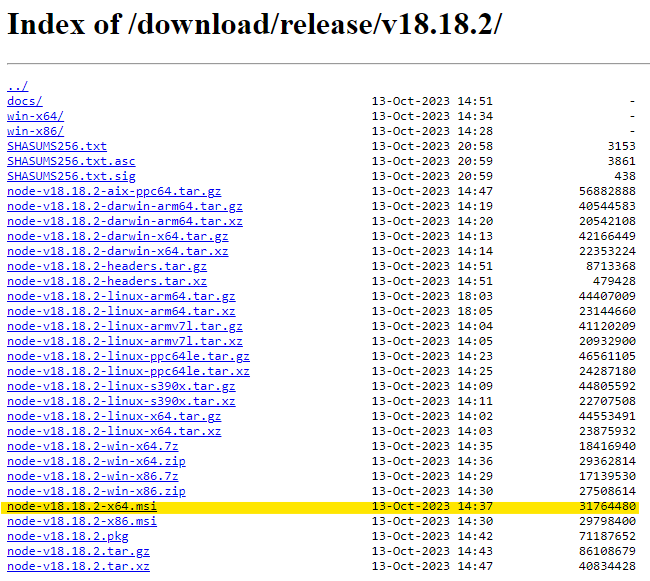 Index of /download/release/v18.18.2/
../
docs/ 13-Oct-2023 14:51 -
win-x64/ 13-Oct-2023 14:34 -
win-x86/ 13-Oct-2023 14:28 -
SHASUMS256.txt 13-Oct-2023 20:58 3153
SHASUMS256.txt.asc 13-Oct-2023 20:59 3861
SHASUMS256.txt.sig 13-Oct-2023 20:59 438
node-v18.18.2-aix-ppc64.tar.gz 13-Oct-2023 14:47 56882888
node-v18.18.2-darwin-arm64.tar.gz 13-Oct-2023 14:19 40544583
node-v18.18.2-darwin-arm64.tar.xz 13-Oct-2023 14:20 20542108
node-v18.18.2-darwin-x64.tar.gz 13-Oct-2023 14:13 42166449
node-v18.18.2-darwin-x64.tar.xz 13-Oct-2023 14:14 22353224
node-v18.18.2-headers.tar.gz 13-Oct-2023 14:51 8713368
node-v18.18.2-headers.tar.xz 13-Oct-2023 14:51 479428
node-v18.18.2-linux-arm64.tar.gz 13-Oct-2023 18:03 44407009
node-v18.18.2-linux-arm64.tar.xz 13-Oct-2023 18:05 23144660
node-v18.18.2-linux-armv7l.tar.gz 13-Oct-2023 14:04 41120209
node-v18.18.2-linux-armv7l.tar.xz 13-Oct-2023 14:05 20932900
node-v18.18.2-linux-ppc64le.tar.gz 13-Oct-2023 14:23 46561105
node-v18.18.2-linux-ppc64le.tar.xz 13-Oct-2023 14:25 24287180
node-v18.18.2-linux-s390x.tar.gz 13-Oct-2023 14:09 44805592
node-v18.18.2-linux-s390x.tar.xz 13-Oct-2023 14:11 22707508
node-v18.18.2-linux-x64.tar.gz 13-Oct-2023 14:02 44553491
node-v18.18.2-linux-x64.tar.xz 13-Oct-2023 14:03 23875932
node-v18.18.2-win-x64.7z 13-Oct-2023 14:35 18416940
node-v18.18.2-win-x64.zip 13-Oct-2023 14:36 29362814
node-v18.18.2-win-x86.7z 13-Oct-2023 14:29 17139530
node-v18.18.2-win-x86.zip 13-Oct-2023 14:30 27508614
node-v18.18.2-x64.msi 13-Oct-2023 14:37 31764480
node-v18.18.2-x86.msi 13-Oct-2023 14:30 29798400
node-v18.18.2.pkg 13-Oct-2023 14:42 71187652
node-v18.18.2.tar.gz 13-Oct-2023 14:43 86108679
node-v18.18.2.tar.xz 13-Oct-2023 14:47 40834428